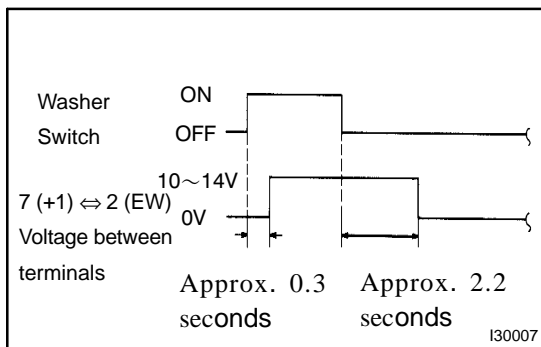 Washer ON
Switch OFF
10～14V
7 (+1) ⇔ 2 (EW) 0V
Voltage between
terminals
Approx. 0.3 Approx. 2.2
seconds seconds
I30007